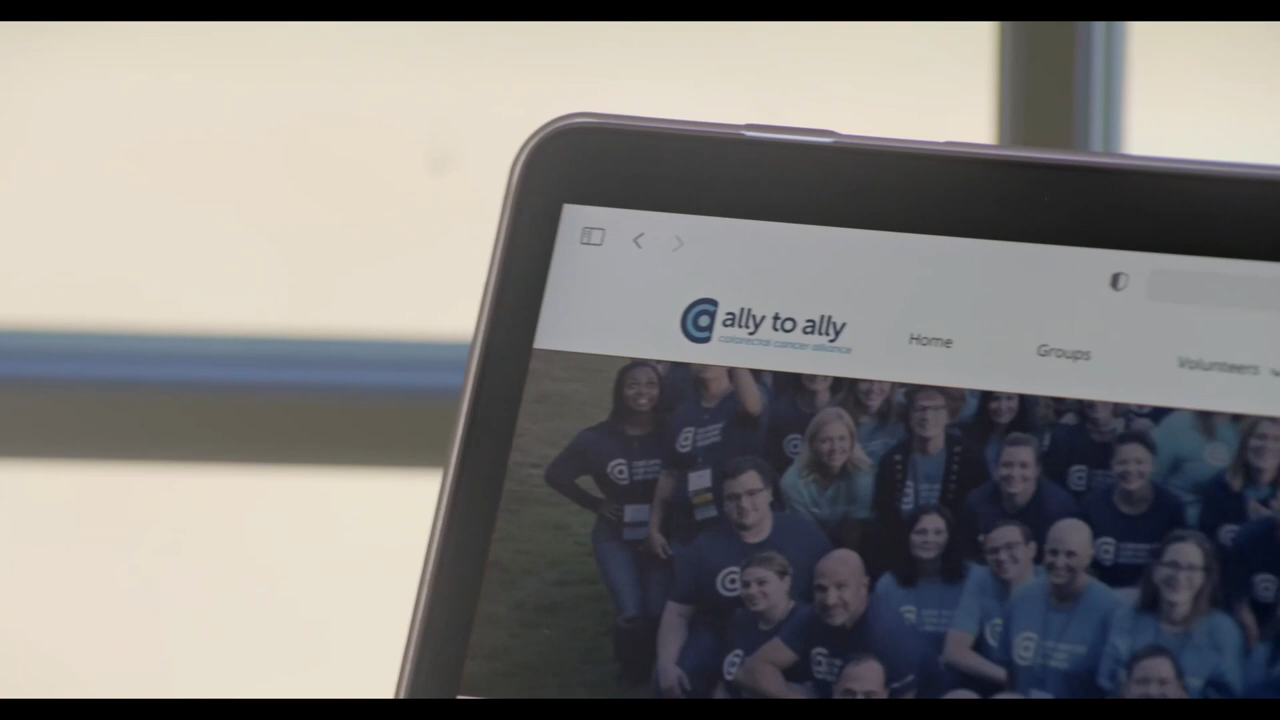 ally to ally
colorectal cancer alliance
Home
Groups
Volunteers